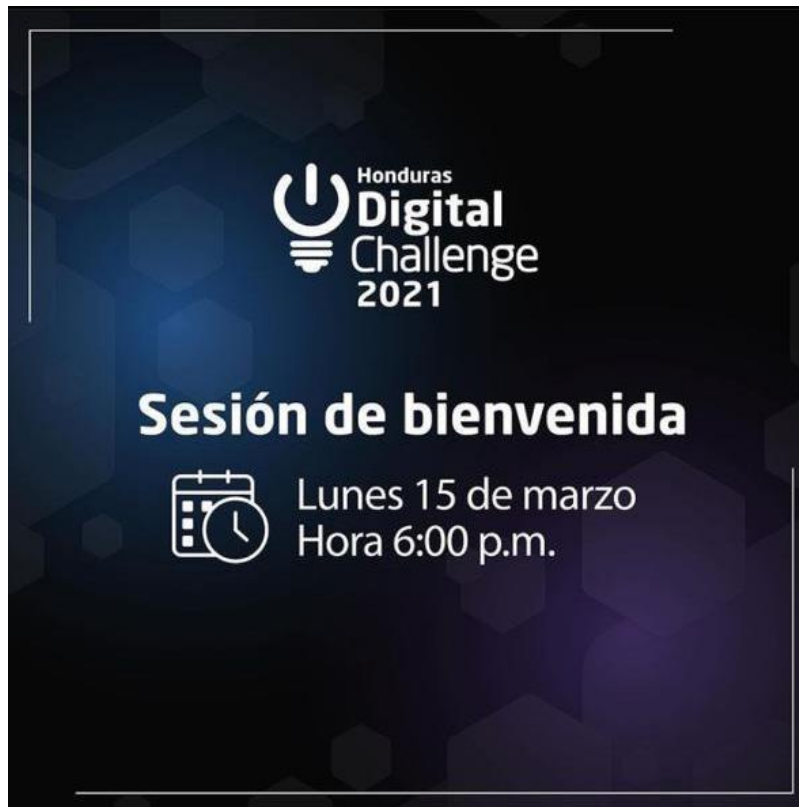 Honduras
Digital
Challenge
2021
Sesión de bienvenida
Lunes 15 de marzo
Hora 6:00 p.m.